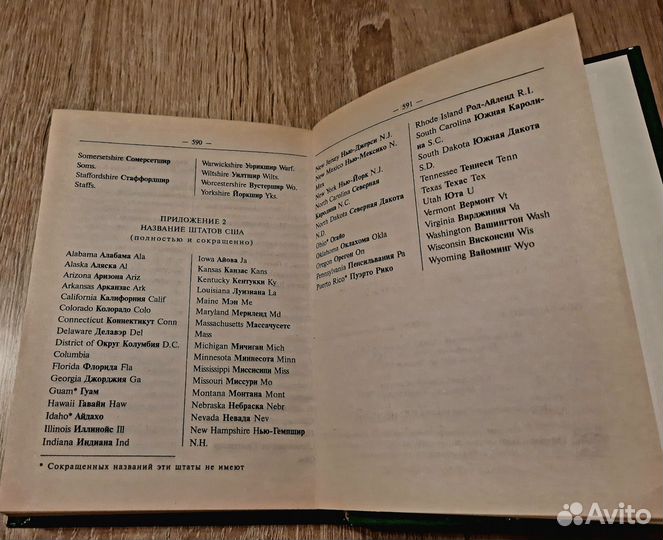 — 590 —
Somersetshire Сомерсетшир
Soms.
Staffordshire Стаффордшир
Staffs.
Warwickshire Уорикшир Warf.
Wiltshire Уилтшир Wilts.
Worcestershire Вустершир Wo.
Yorkshire Йоркшир Yks.
ПРИЛОЖЕНИЕ 2
НАЗВАНИЕ ШТАТОВ США
(полностью и сокращенно)
Alabama Алабама Ala
Alaska Аляска Al
Arizona Аризона Ariz
Arkansas Арканзас Ark
California Калифорния Calif
Colorado Колорадо Colo
Connecticut Коннектикут Conn
Delaware Делавэр Del
District of Округ Колумбия D.C.
Columbia
Florida Флорида Fla
Georgia Джорджия Ga
Guam* Гуам
Hawaii Гавайи Haw
Idaho* Айдахо
Illinois Иллинойс Ill
Indiana Индиана Ind
Iowa Айова Ja
Kansas Канзас Kans
Kentucky Кентукки Ky
Louisiana Луизиана La
Maine Мэн Me
Maryland Мериленд Md
Massachusetts Массачусетс
Mass
Michigan Мичиган Mich
Minnesota Миннесота Minn
Mississippi Миссисипи Miss
Missouri Миссури Mo
Montana Монтана Mont
Nebraska Небраска Nebr
Nevada Невада Nev
New Hampshire Нью-Гемпшир
N.H.
* Сокращенных названий эти штаты не имеют
— 591 —
New Jersey Нью-Джерси N.J.
New Mexico Нью-Мексико N.
Mex
New York Нью-Йорк N.J.
North Carolina Северная
Каролина N.C.
North Dakota Северная Дакота
N.D.
Ohio* Огайо
Oklahoma Оклахома Okla
Oregon Орегон On
Pennsylvania Пенсильвания Pa
Puerto Rico* Пуэрто Рико
Rhode Island Род-Айленд R.I.
South Carolina Южная Кароли-
на S.C.
South Dakota Южная Дакота
S.D.
Tennessee Теннеси Tenn
Texas Техас Tex
Utah Юта U
Vermont Вермонт Vt
Virginia Вирджиния Va
Washington Вашингтон Wash
Wisconsin Висконсин Wis
Wyoming Вайоминг Wyo
Avito